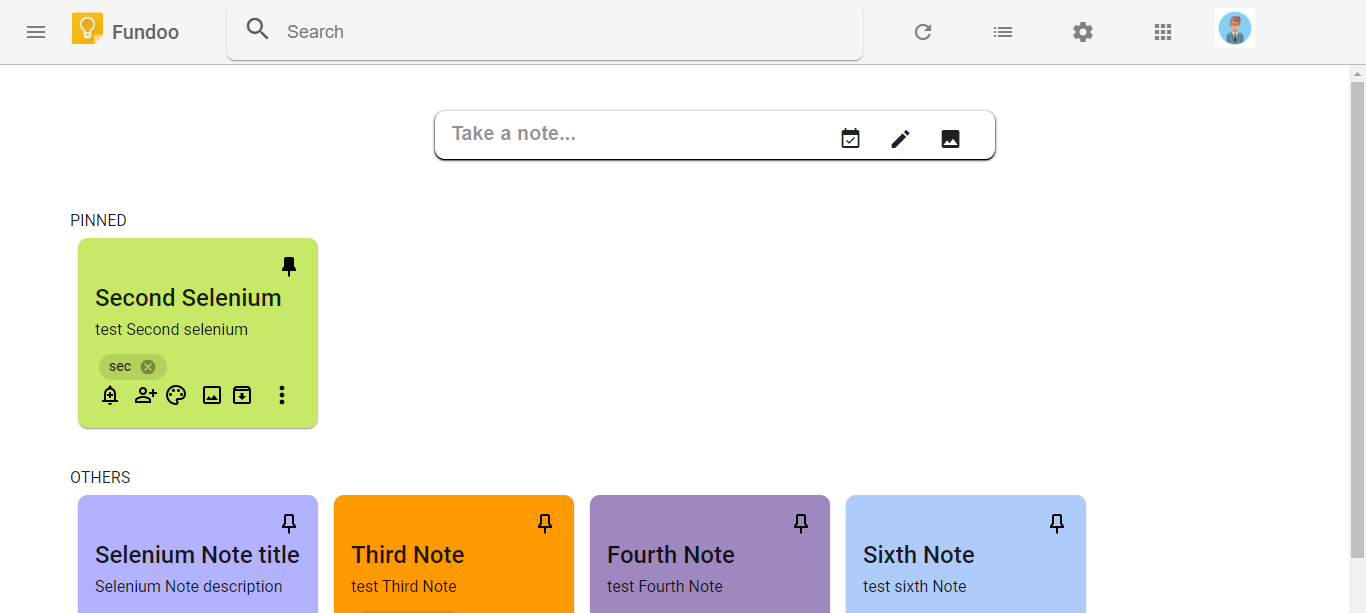 Fundoo
Search
Take a note...
PINNED
Second Selenium
test Second selenium
sec
OTHERS
Selenium Note title
Selenium Note description
Third Note
test Third Note
Fourth Note
test Fourth Note
Sixth Note
test sixth Note